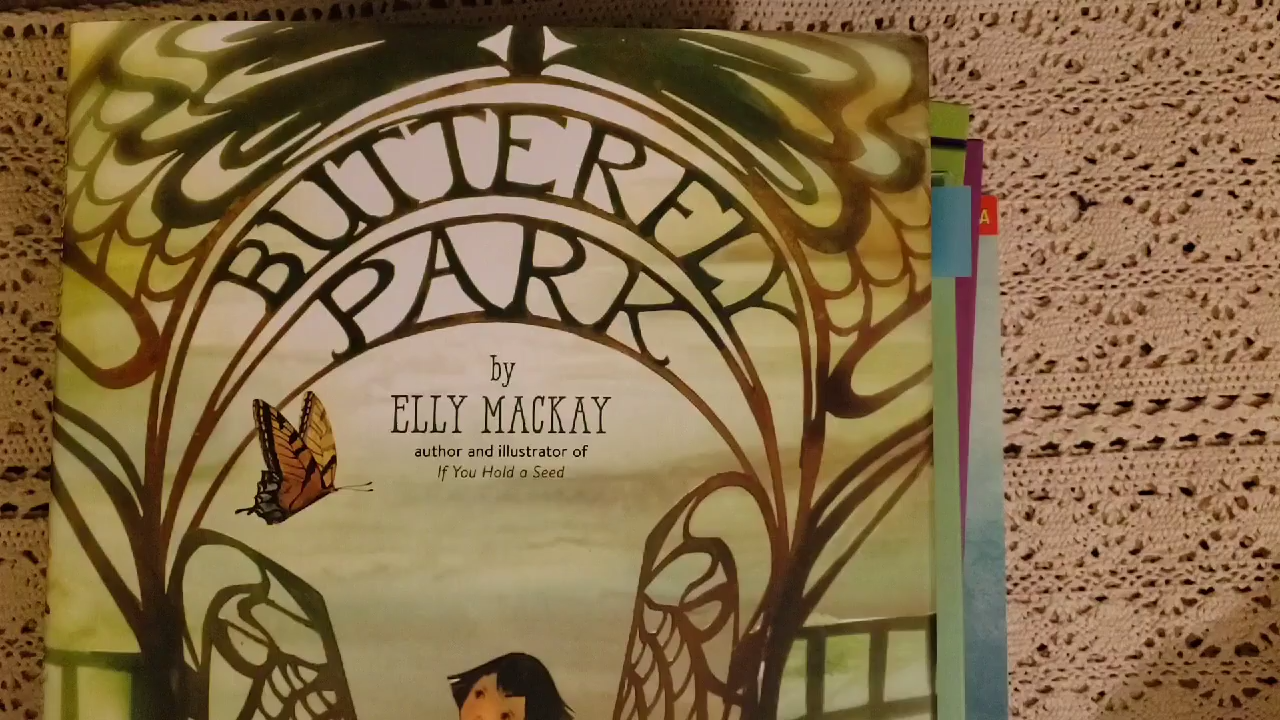 BUTTERFLY
PARK
by
ELLY MACKAY
author and illustrator of
If You Hold a Seed
A